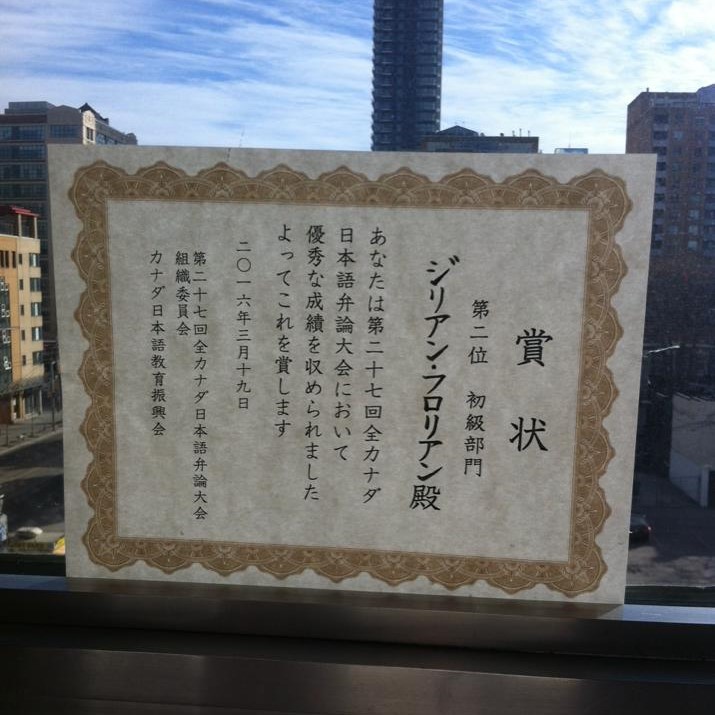 賞状
第二位 初級部門
ジリアン・フロリアン殿
あなたは第二十七回全カナダ
日本語弁論大会において
優秀な成績を収められました
よってこれを賞します
二〇一六年三月十九日
第二十七回全カナダ日本語弁論大会
組織委員会
カナダ日本語教育振興会